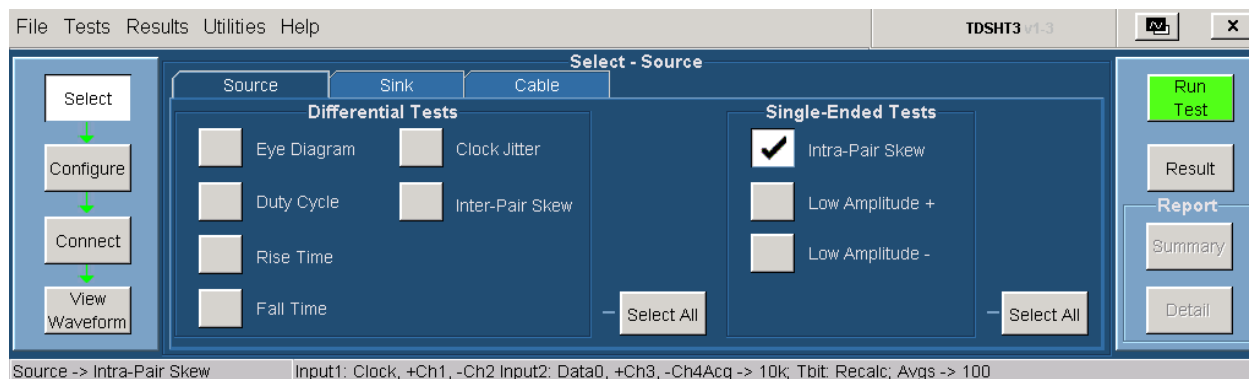 File Tests Results Utilities Help TDSHT3 v1-3 x
Select - Source
Source Sink Cable
Select
Configure
Connect
View
Waveform
Differential Tests
Eye Diagram Clock Jitter
Duty Cycle Inter-Pair Skew
Rise Time
Fall Time
Select All
Single-Ended Tests
Intra-Pair Skew
Low Amplitude +
Low Amplitude -
Select All
Run
Test
Result
Report
Summary
Detail
Source -> Intra-Pair Skew Input1: Clock, +Ch1, -Ch2 Input2: Data0, +Ch3, -Ch4Acq -> 10k; Tbit: Recalc; Avgs -> 100